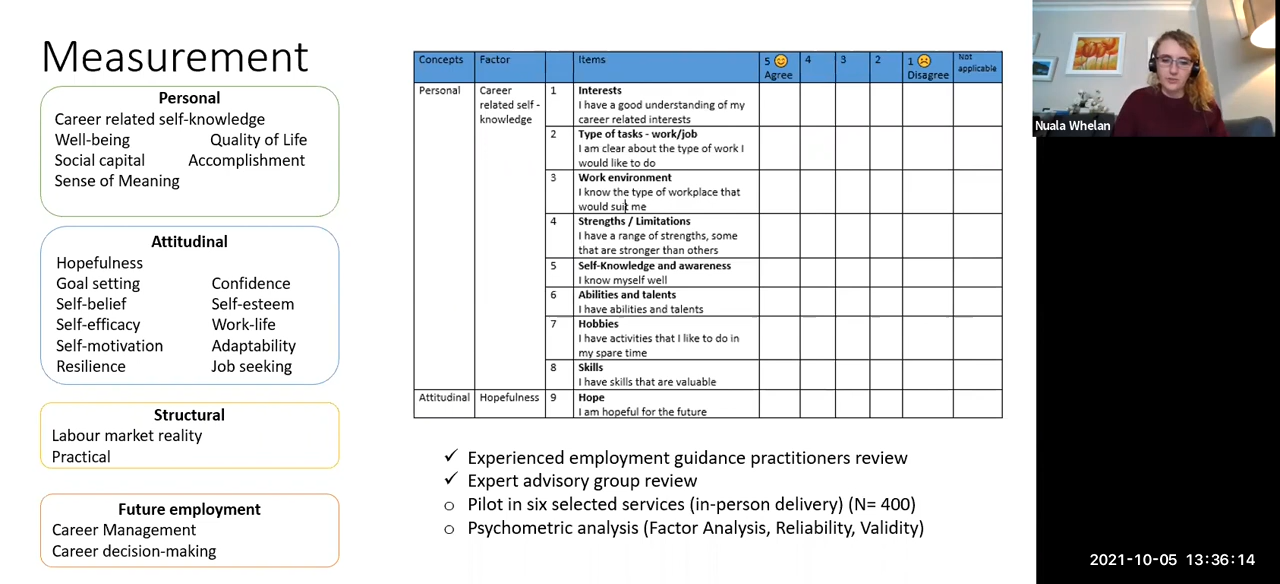 Measurement
Personal
Career related self-knowledge
Well-being Quality of Life
Social capital Accomplishment
Sense of Meaning
Attitudinal
Hopefulness
Goal setting Confidence
Self-belief Self-esteem
Self-efficacy Work-life
Self-motivation Adaptability
Resilience Job seeking
Structural
Labour market reality
Practical
Future employment
Career Management
Career decision-making
Concepts Factor Items 5 😊 4 3 2 1 ☹ Not
Agree Disagree applicable
Personal Career 1 Interests
related self - I have a good understanding of my
knowledge career related interests
2 Type of tasks - work/job
I am clear about the type of work I
would like to do
3 Work environment
I know the type of workplace that
would suit me
4 Strengths / Limitations
I have a range of strengths, some
that are stronger than others
5 Self-Knowledge and awareness
I know myself well
6 Abilities and talents
I have abilities and talents
7 Hobbies
I have activities that I like to do in
my spare time
8 Skills
I have skills that are valuable
Attitudinal Hopefulness 9 Hope
I am hopeful for the future
✓ Experienced employment guidance practitioners review
✓ Expert advisory group review
o Pilot in six selected services (in-person delivery) (N= 400)
o Psychometric analysis (Factor Analysis, Reliability, Validity)
Nuala Whelan
2021-10-05 13:36:14